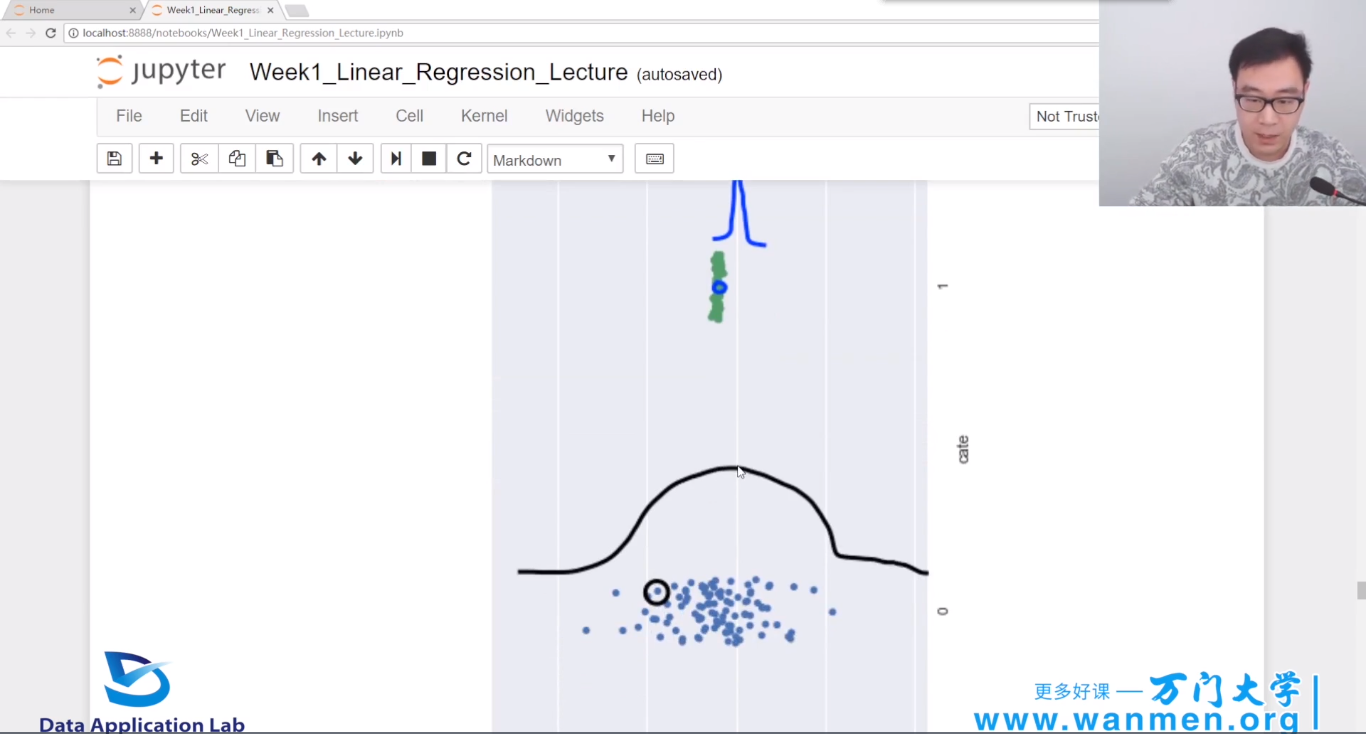 Home
Week1_Linear_Regress
localhost:8888/notebooks/Week1_Linear_Regression_Lecture.ipynb
jupyter Week1_Linear_Regression_Lecture (autosaved)
File Edit View Insert Cell Kernel Widgets Help
Not Truste
Markdown
1
cate
0
Data Application Lab
更多好课 — 万门大学
www.wanmen.org